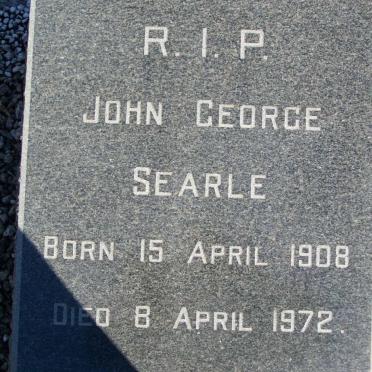 R. I. P.
JOHN GEORGE
SEARLE
BORN 15 APRIL 1908
DIED 8 APRIL 1972.